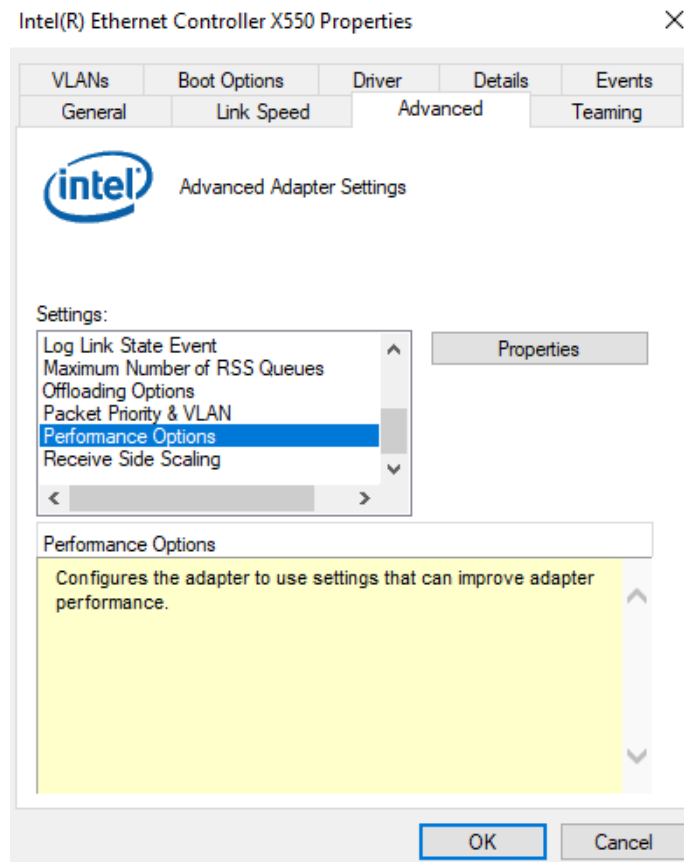 Intel(R) Ethernet Controller X550 Properties
VLANs Boot Options Driver Details Events
General Link Speed Advanced Teaming
intel
Advanced Adapter Settings
Settings:
Log Link State Event
Maximum Number of RSS Queues
Offloading Options
Packet Priority & VLAN
Performance Options
Receive Side Scaling
Properties
Performance Options
Configures the adapter to use settings that can improve adapter
performance.
OK Cancel